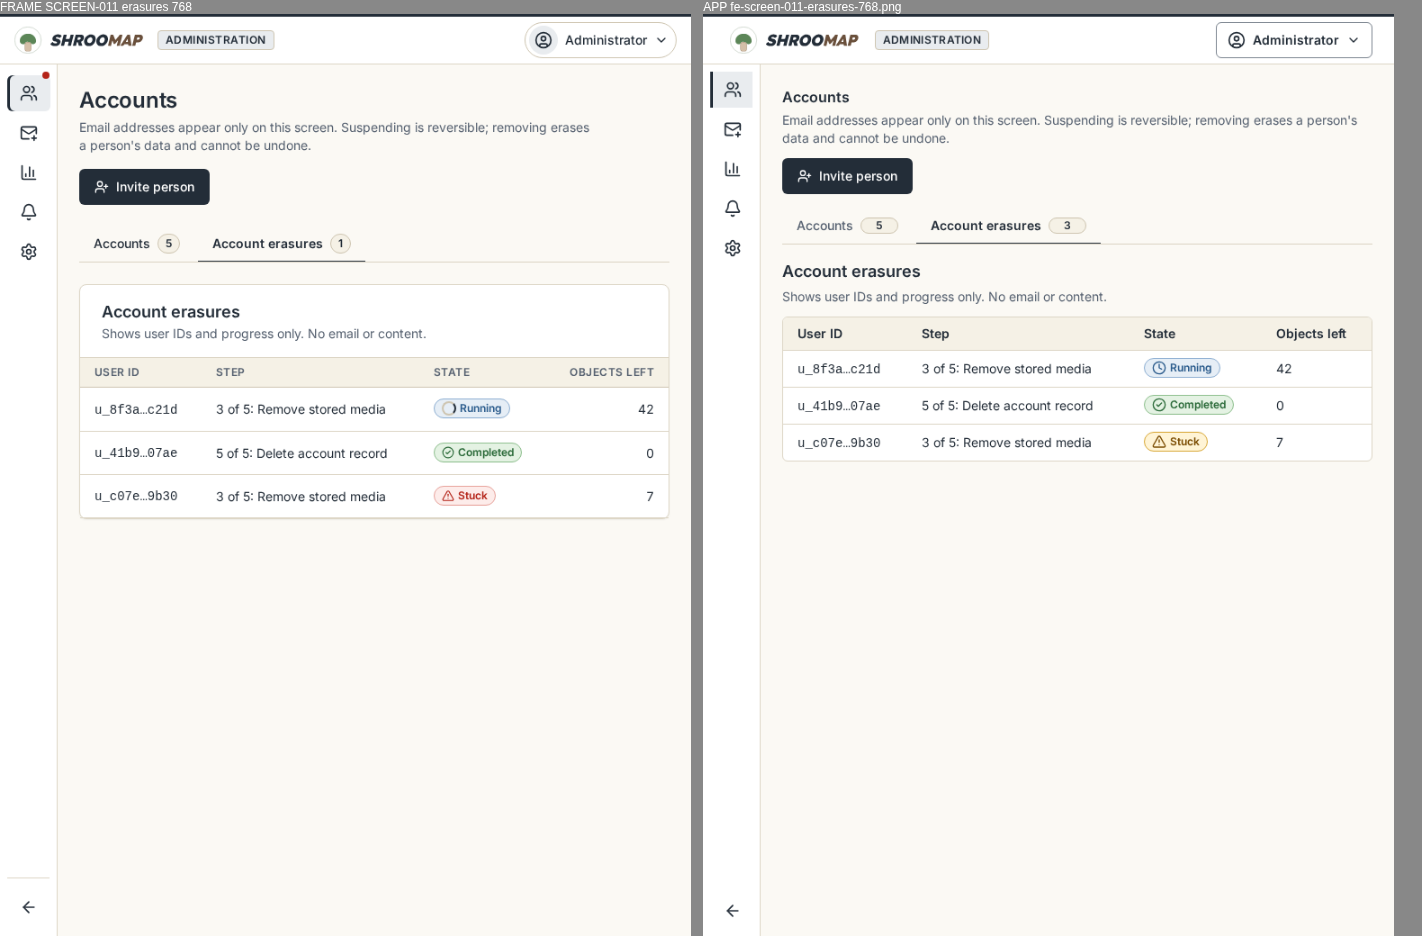 FRAME SCREEN-011 erasures 768
SHROOMAP ADMINISTRATION Administrator
Accounts
Email addresses appear only on this screen. Suspending is reversible; removing erases
a person's data and cannot be undone.
Invite person
Accounts 5 Account erasures 1
Account erasures
Shows user IDs and progress only. No email or content.
USER ID STEP STATE OBJECTS LEFT
u_8f3a…c21d 3 of 5: Remove stored media Running 42
u_41b9…07ae 5 of 5: Delete account record Completed 0
u_c07e…9b30 3 of 5: Remove stored media Stuck 7
APP fe-screen-011-erasures-768.png
SHROOMAP ADMINISTRATION Administrator
Accounts
Email addresses appear only on this screen. Suspending is reversible; removing erases a person's
data and cannot be undone.
Invite person
Accounts 5 Account erasures 3
Account erasures
Shows user IDs and progress only. No email or content.
User ID Step State Objects left
u_8f3a…c21d 3 of 5: Remove stored media Running 42
u_41b9…07ae 5 of 5: Delete account record Completed 0
u_c07e…9b30 3 of 5: Remove stored media Stuck 7